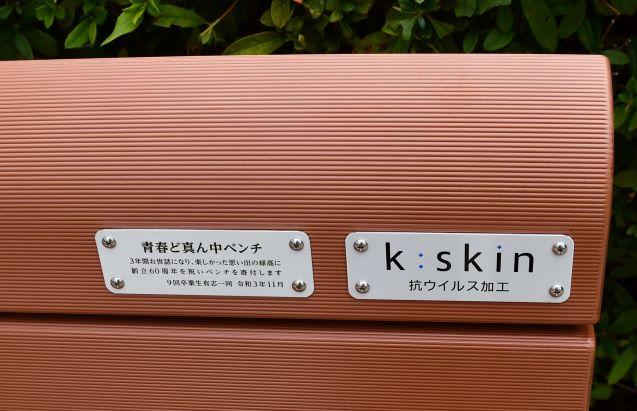 青春ど真ん中ベンチ
3年間お世話になり、楽しかった思い出の緑高に
創立60周年を祝いベンチを寄付します
9回卒業生有志一同 令和3年11月
k:skin
抗ウイルス加工